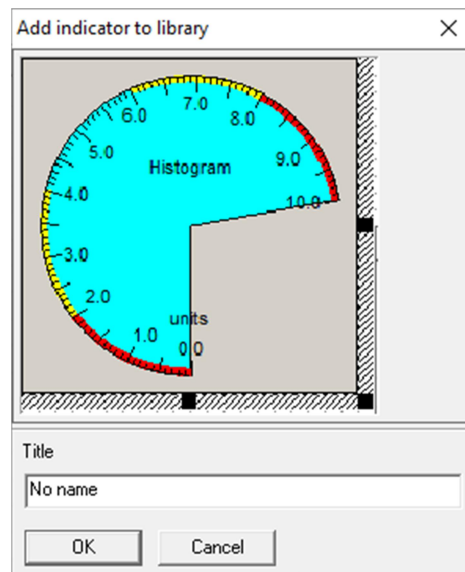 Add indicator to library
7.0
6.0
8.0
5.0
9.0
Histogram
4.0
10.0
3.0
2.0
units
1.0
0.0
Title
No name
OK
Cancel